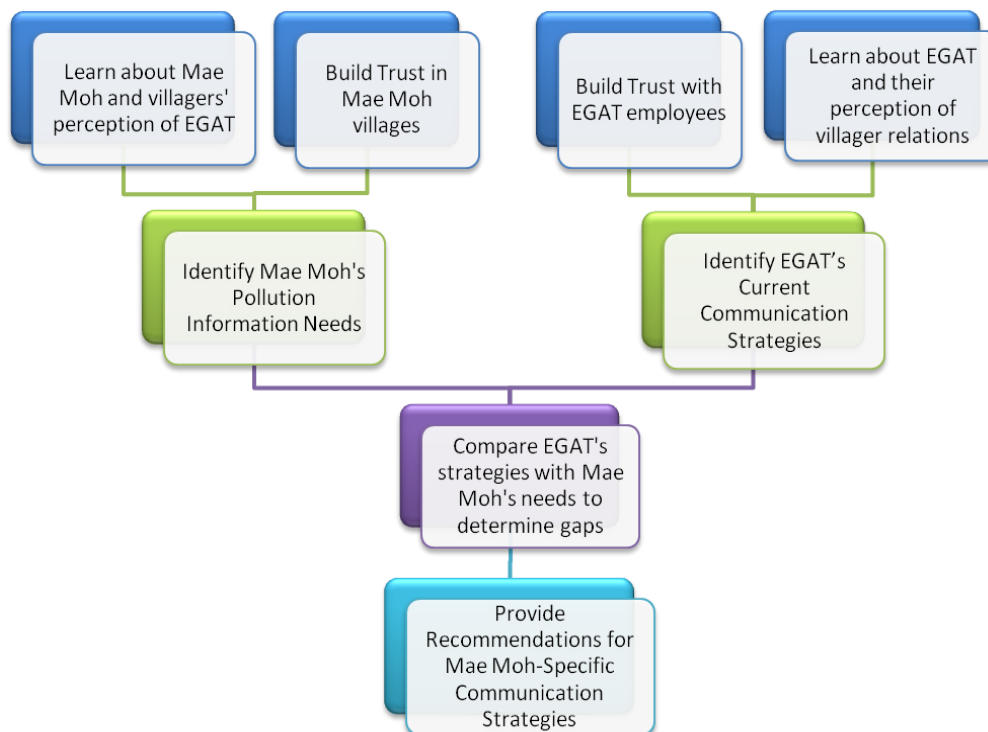 Learn about Mae
Moh and villagers'
perception of EGAT
Build Trust in
Mae Moh
villages
Build Trust with
EGAT employees
Learn about EGAT
and their
perception of
villager relations
Identify Mae Moh's
Pollution
Information Needs
Identify EGAT’s
Current
Communication
Strategies
Compare EGAT's
strategies with Mae
Moh's needs to
determine gaps
Provide
Recommendations for
Mae Moh-Specific
Communication
Strategies